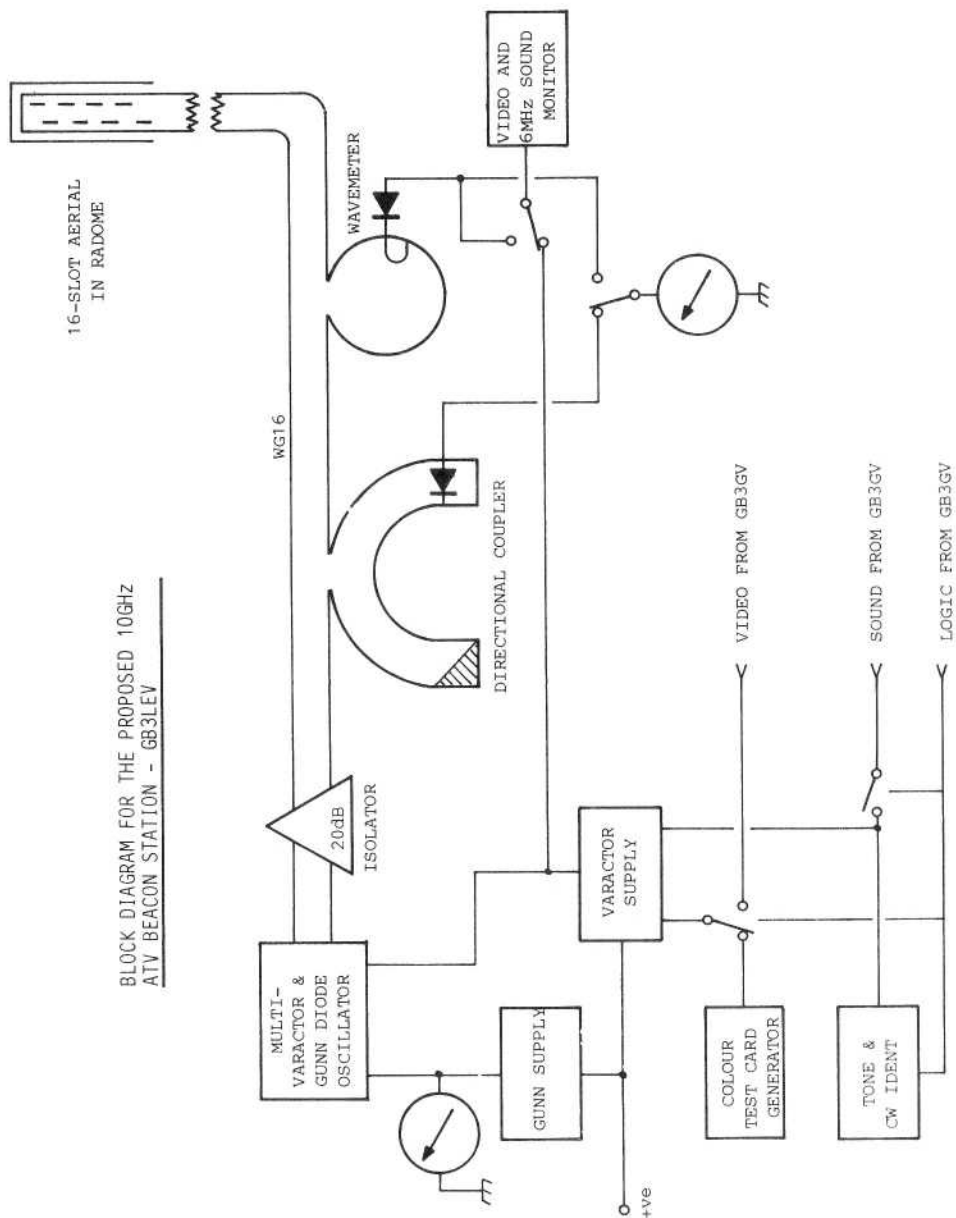 BLOCK DIAGRAM FOR THE PROPOSED 10GHz
ATV BEACON STATION - GB3LEV
16-SLOT AERIAL
IN RADOME
WG16
MULTI-
VARACTOR &
GUNN DIODE
OSCILLATOR
20dB
ISOLATOR
DIRECTIONAL COUPLER
WAVEMETER
VIDEO AND
6MHz SOUND
MONITOR
GUNN SUPPLY
VARACTOR
SUPPLY
+ve
COLOUR
TEST CARD
GENERATOR
TONE &
CW IDENT
VIDEO FROM GB3GV
SOUND FROM GB3GV
LOGIC FROM GB3GV